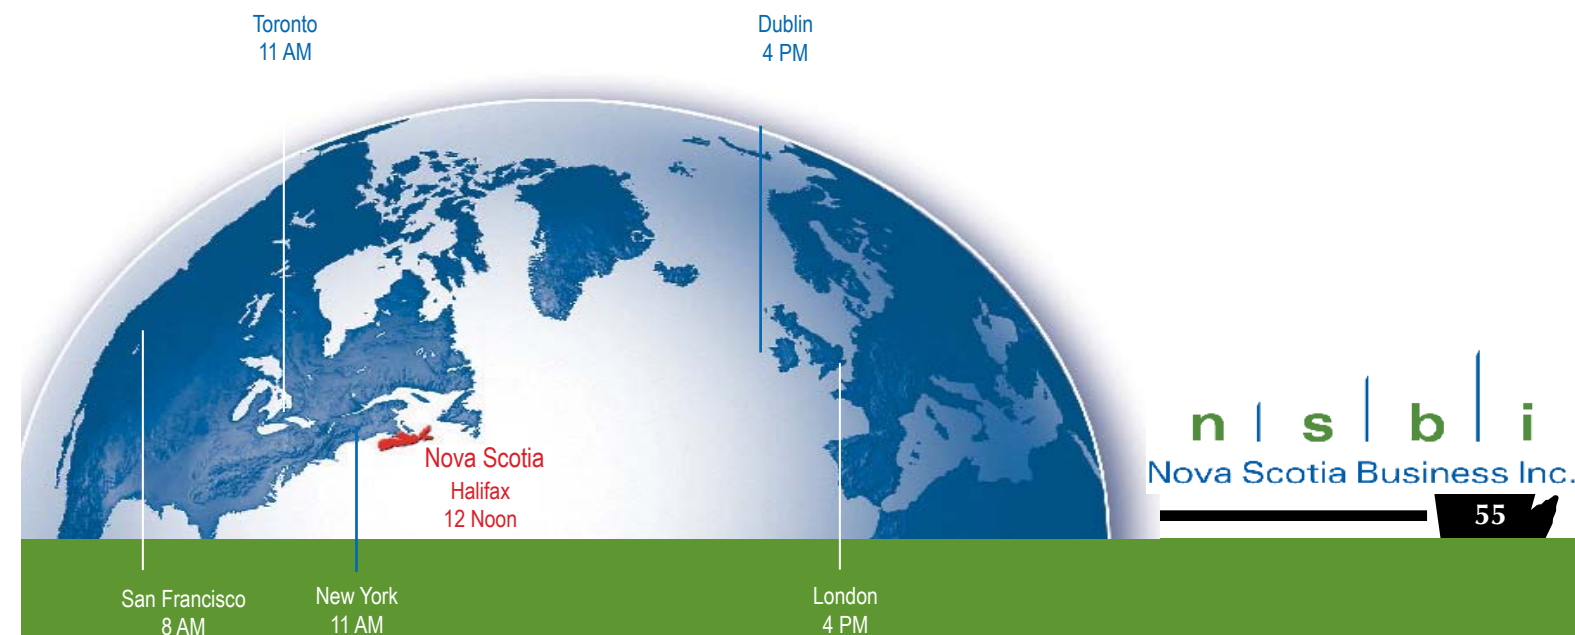 Toronto
11 AM
Dublin
4 PM
Nova Scotia
Halifax
12 Noon
n s b i
Nova Scotia Business Inc.
55
San Francisco
8 AM
New York
11 AM
London
4 PM